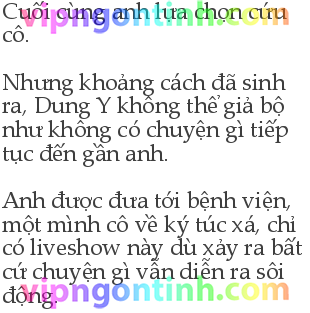 Cuối cùng anh lựa chọn cứu
vipngontinh.com
cô.
Nhưng khoảng cách đã sinh
ra, Dung Y không thể giả bộ
như không có chuyện gì tiếp
tục đến gần anh.
Anh được đưa tới bệnh viện,
một mình cô về ký túc xá, chỉ
có liveshow này dù xảy ra bất
cứ chuyện gì vẫn diễn ra sôi
động.
vipngontinh.com